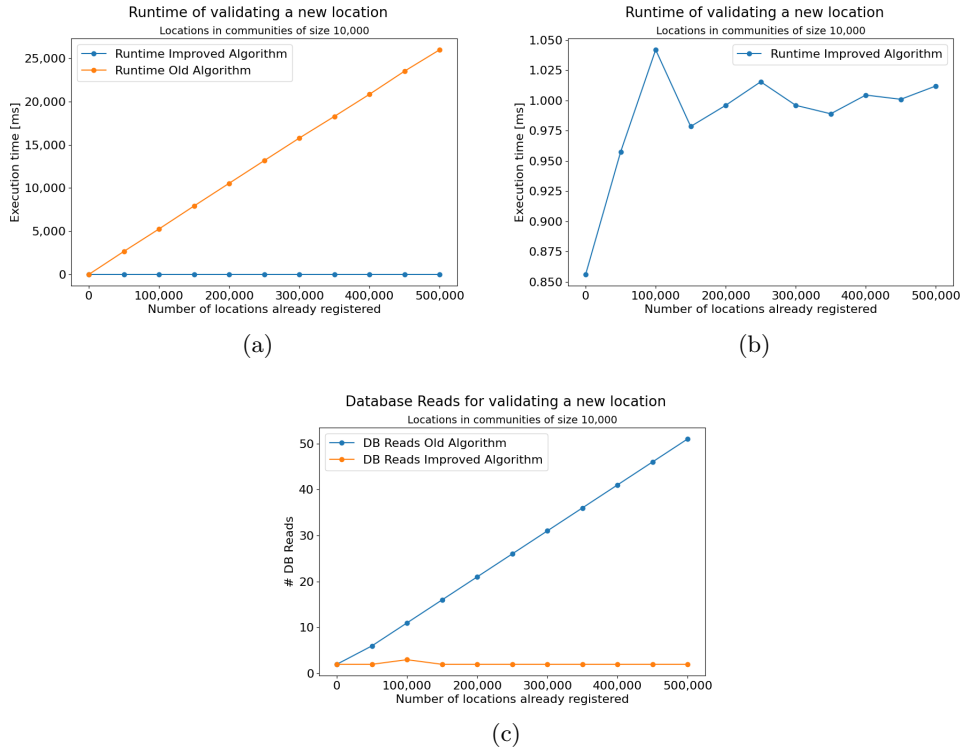 Runtime of validating a new location
Locations in communities of size 10,000
Runtime Improved Algorithm
Runtime Old Algorithm
25,000
20,000
15,000
10,000
5,000
0
Execution time [ms]
0 100,000 200,000 300,000 400,000 500,000
Number of locations already registered
(a)
Runtime of validating a new location
Locations in communities of size 10,000
Runtime Improved Algorithm
1.050
1.025
1.000
0.975
0.950
0.925
0.900
0.875
0.850
Execution time [ms]
0 100,000 200,000 300,000 400,000 500,000
Number of locations already registered
(b)
Database Reads for validating a new location
Locations in communities of size 10,000
DB Reads Old Algorithm
DB Reads Improved Algorithm
50
40
30
20
10
0
# DB Reads
0 100,000 200,000 300,000 400,000 500,000
Number of locations already registered
(c)